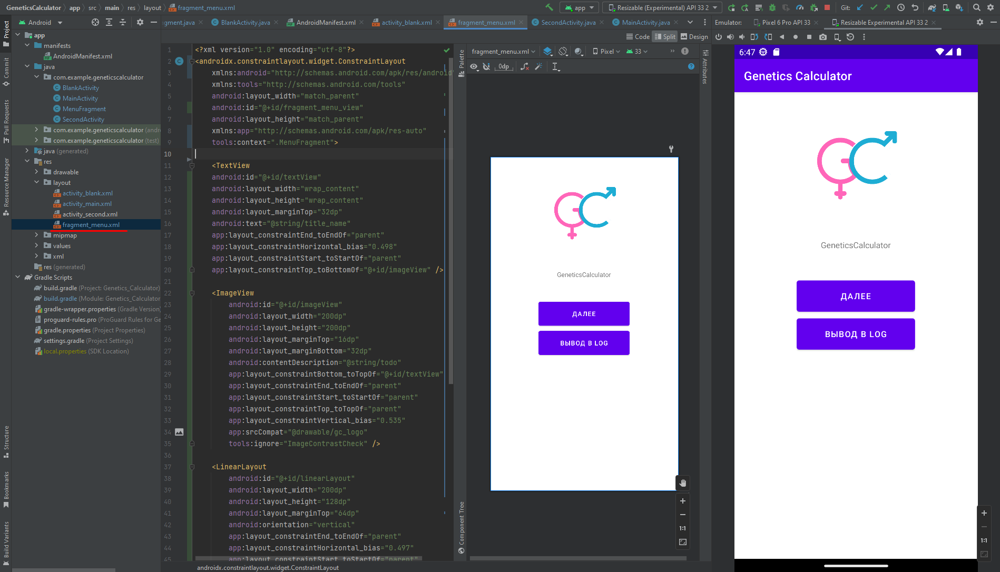 GeneticsCalculator app src main res layout fragment_menu.xml
app
Resizable (Experimental) API 33 2
Git:
Project
Commit
Pull Requests
Resource Manager
Structure
Bookmarks
Build Variants
Android
app
manifests
AndroidManifest.xml
java
com.example.geneticscalculator
BlankActivity
MainActivity
MenuFragment
SecondActivity
com.example.geneticscalculator (andr
com.example.geneticscalculator (test)
java (generated)
res
drawable
layout
activity_blank.xml
activity_main.xml
activity_second.xml
fragment_menu.xml
mipmap
values
xml
res (generated)
Gradle Scripts
build.gradle (Project: Genetics_Calculator)
build.gradle (Module: Genetics_Calculator
gradle-wrapper.properties (Gradle Version)
proguard-rules.pro (ProGuard Rules for Ge
gradle.properties (Project Properties)
settings.gradle (Project Settings)
local.properties (SDK Location)
gment.java BlankActivity.java AndroidManifest.xml activity_blank.xml fragment_menu.xml SecondActivity.java MainActivity.java
Code Split Design
1 <?xml version="1.0" encoding="utf-8"?>
2 <androidx.constraintlayout.widget.ConstraintLayout
3 xmlns:android="http://schemas.android.com/apk/res/android"
4 xmlns:tools="http://schemas.android.com/tools"
5 android:layout_width="match_parent"
6 android:id="@+id/fragment_menu_view"
7 android:layout_height="match_parent"
8 xmlns:app="http://schemas.android.com/apk/res-auto"
9 tools:context=".MenuFragment">
10
11 <TextView
12 android:id="@+id/textView"
13 android:layout_width="wrap_content"
14 android:layout_height="wrap_content"
15 android:layout_marginTop="32dp"
16 android:text="@string/title_name"
17 app:layout_constraintEnd_toEndOf="parent"
18 app:layout_constraintHorizontal_bias="0.498"
19 app:layout_constraintStart_toStartOf="parent"
20 app:layout_constraintTop_toBottomOf="@+id/imageView" />
21
22 <ImageView
23 android:id="@+id/imageView"
24 android:layout_width="200dp"
25 android:layout_height="200dp"
26 android:layout_marginTop="16dp"
27 android:layout_marginBottom="32dp"
28 android:contentDescription="@string/todo"
29 app:layout_constraintBottom_toTopOf="@+id/textView"
30 app:layout_constraintEnd_toEndOf="parent"
31 app:layout_constraintStart_toStartOf="parent"
32 app:layout_constraintTop_toTopOf="parent"
33 app:layout_constraintVertical_bias="0.535"
34 app:srcCompat="@drawable/gc_logo"
35 tools:ignore="ImageContrastCheck" />
36
37 <LinearLayout
38 android:id="@+id/linearLayout"
39 android:layout_width="200dp"
40 android:layout_height="128dp"
41 android:layout_marginTop="64dp"
42 android:orientation="vertical"
43 app:layout_constraintEnd_toEndOf="parent"
44 app:layout_constraintHorizontal_bias="0.497"
45 app:layout_constraintStart_toStartOf="parent"
androidx.constraintlayout.widget.ConstraintLayout
Palette
Component Tree
fragment_menu.xml Pixel 33
0dp
Attributes
GeneticsCalculator
ДАЛЕЕ
ВЫВОД В LOG
1:1
Emulator: Pixel 6 Pro API 33 Resizable Experimental API 33 2
6:47
Genetics Calculator
GeneticsCalculator
ДАЛЕЕ
ВЫВОД В LOG
1:1